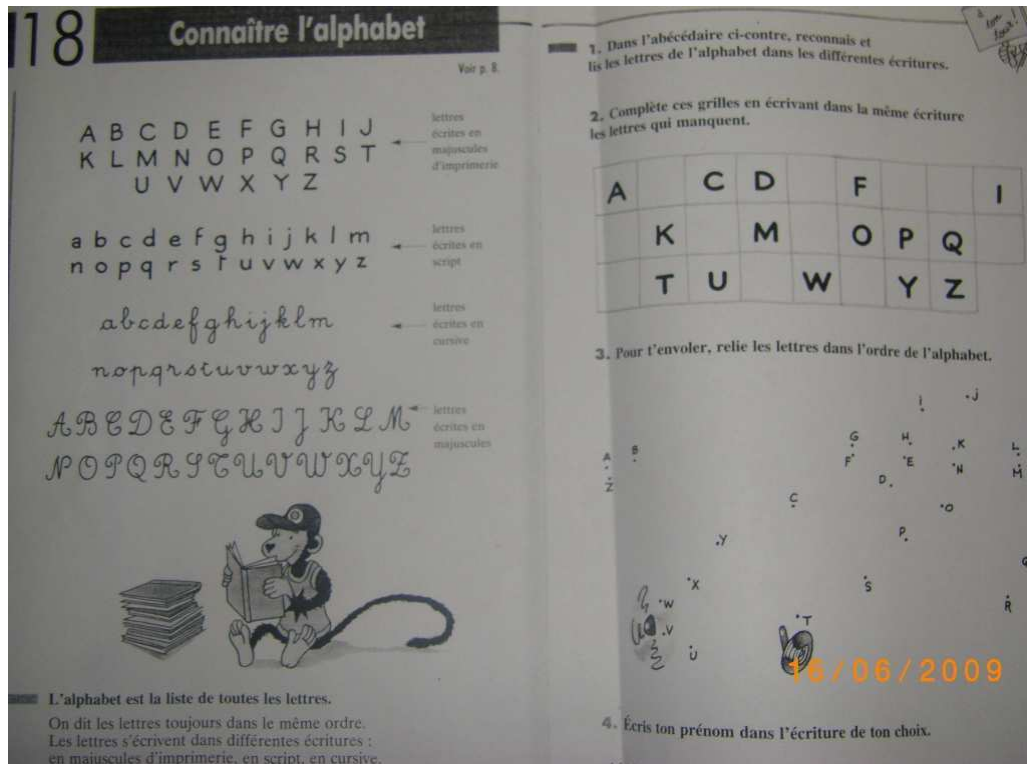 18
Connaître l'alphabet
Voir p. 8.
A B C D E F G H I J
K L M N O P Q R S T
U V W X Y Z
lettres
écrites en
majuscules
d'imprimerie
a b c d e f g h i j k l m
n o p q r s t u v w x y z
lettres
écrites en
script
a b c d e f g h i j k l m
n o p q r s t u v w x y z
lettres
écrites en
cursive
A B C D E F G H I J K L M
N O P Q R S T U V W X Y Z
lettres
écrites en
majuscules
L'alphabet est la liste de toutes les lettres.
On dit les lettres toujours dans le même ordre.
Les lettres s'écrivent dans différentes écritures :
en majuscules d'imprimerie, en script, en cursive.
à
ton
tour!
1. Dans l'abécédaire ci-contre, reconnais et
lis les lettres de l'alphabet dans les différentes écritures.
2. Complète ces grilles en écrivant dans la même écriture
les lettres qui manquent.
A C D F I
K M O P Q
T U W Y Z
3. Pour t'envoler, relie les lettres dans l'ordre de l'alphabet.
I J
G H K L
A B F E N M
Z D
C O
Y P
X S
W R
V T
U
16/06/2009
4. Écris ton prénom dans l'écriture de ton choix.